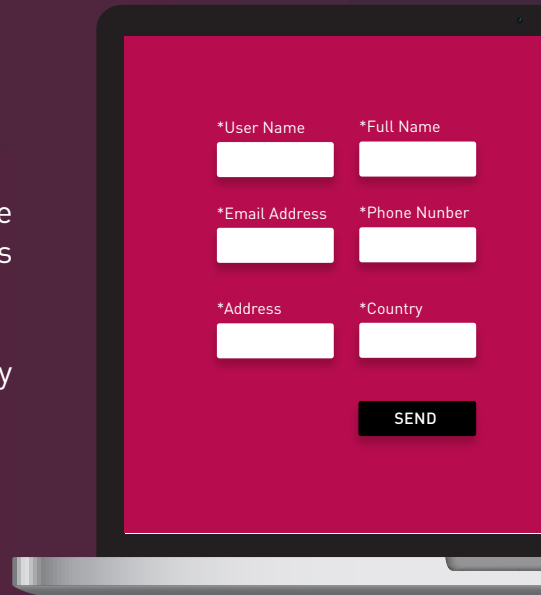 e
s
y
*User Name *Full Name
*Email Address *Phone Nunber
*Address *Country
SEND